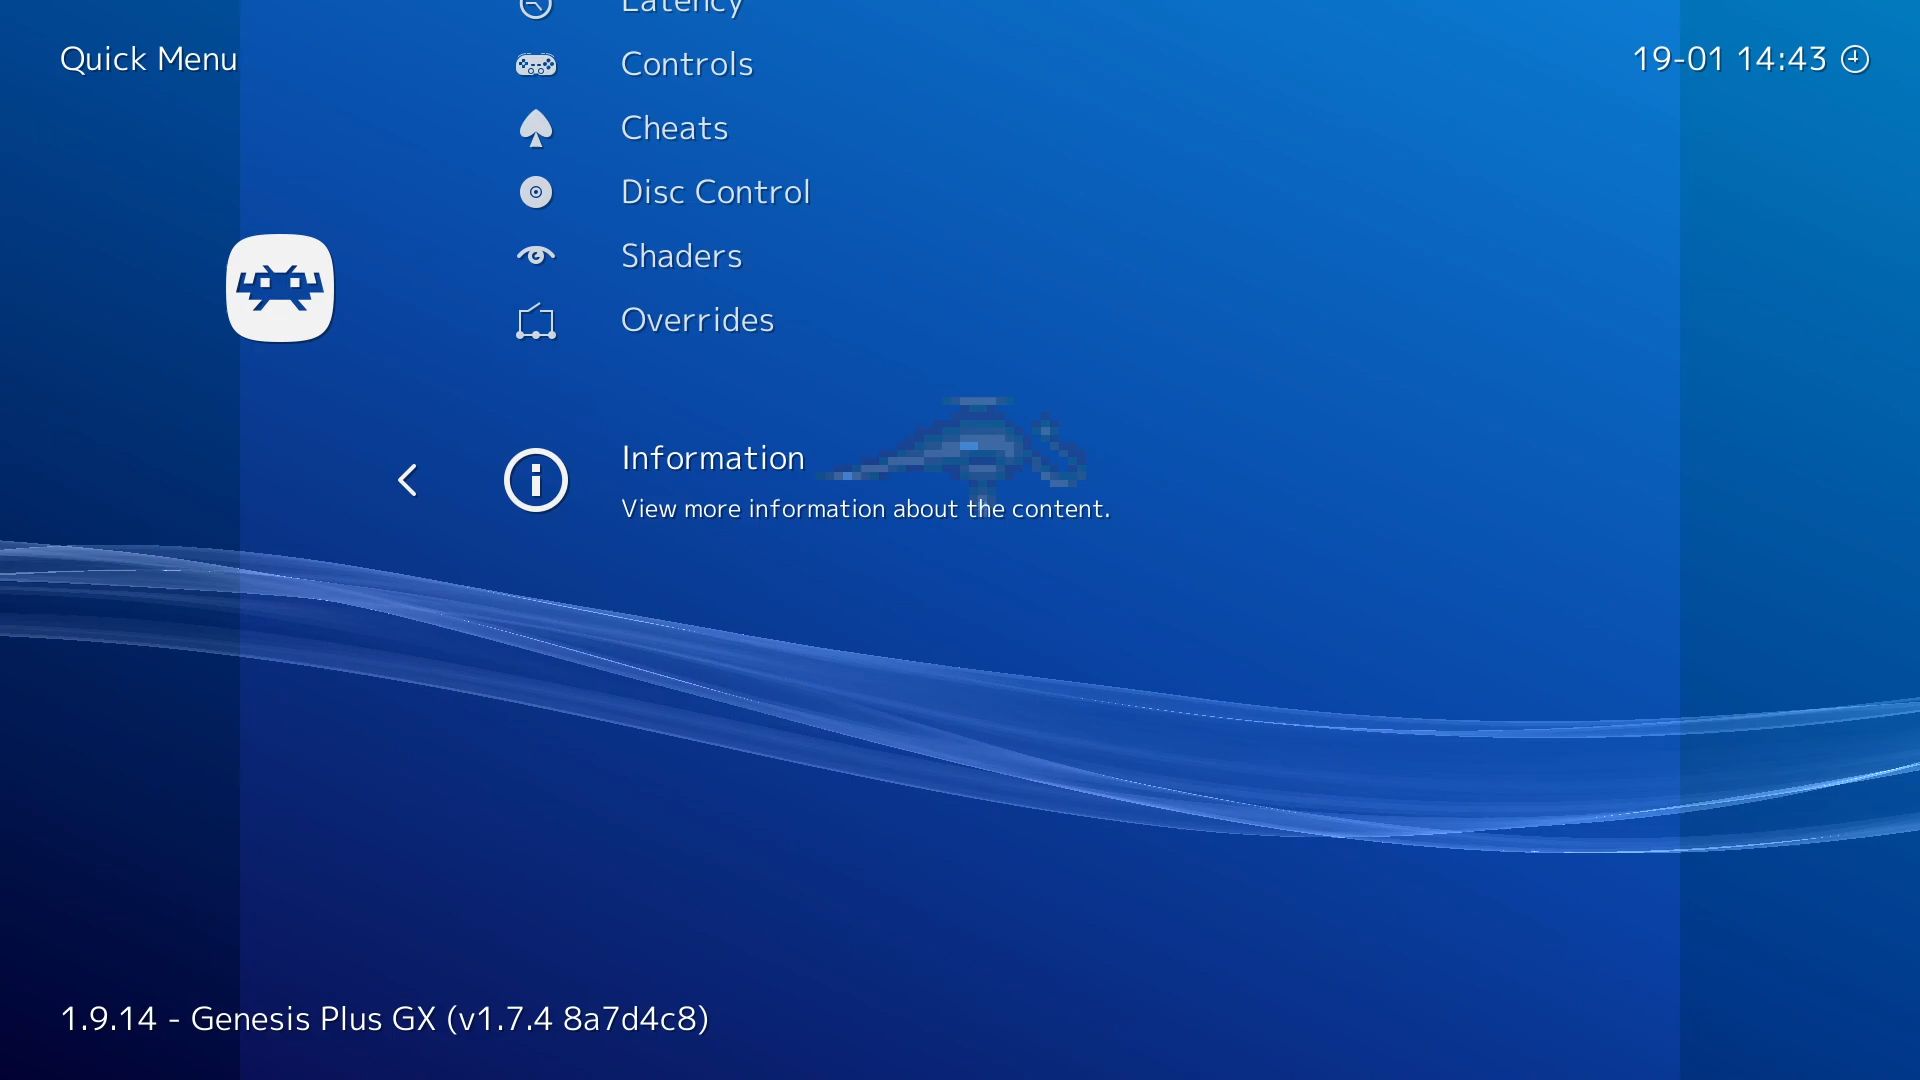 Latency
Quick Menu
19-01 14:43
Controls
Cheats
Disc Control
Shaders
Overrides
Information
View more information about the content.
1.9.14 - Genesis Plus GX (v1.7.4 8a7d4c8)